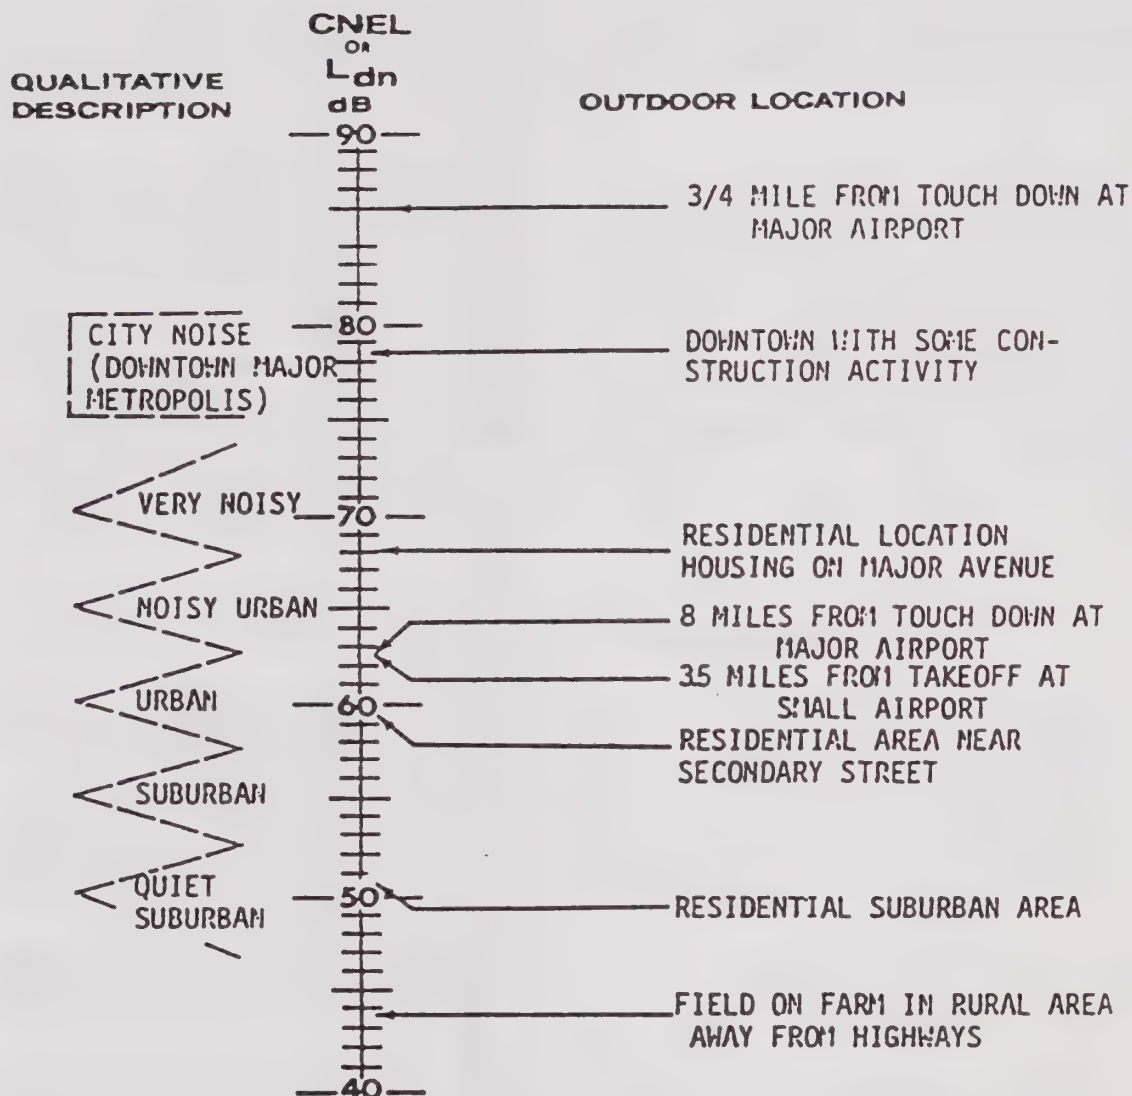 CNEL
OR
Ldn
dB
QUALITATIVE
DESCRIPTION
OUTDOOR LOCATION
90
3/4 MILE FROM TOUCH DOWN AT
MAJOR AIRPORT
80
CITY NOISE
(DOWNTOWN MAJOR
METROPOLIS)
DOWNTOWN WITH SOME CON-
STRUCTION ACTIVITY
VERY NOISY
70
RESIDENTIAL LOCATION
HOUSING ON MAJOR AVENUE
NOISY URBAN
8 MILES FROM TOUCH DOWN AT
MAJOR AIRPORT
35 MILES FROM TAKEOFF AT
SMALL AIRPORT
URBAN
60
RESIDENTIAL AREA NEAR
SECONDARY STREET
SUBURBAN
QUIET
SUBURBAN
50
RESIDENTIAL SUBURBAN AREA
FIELD ON FARM IN RURAL AREA
AWAY FROM HIGHWAYS
40